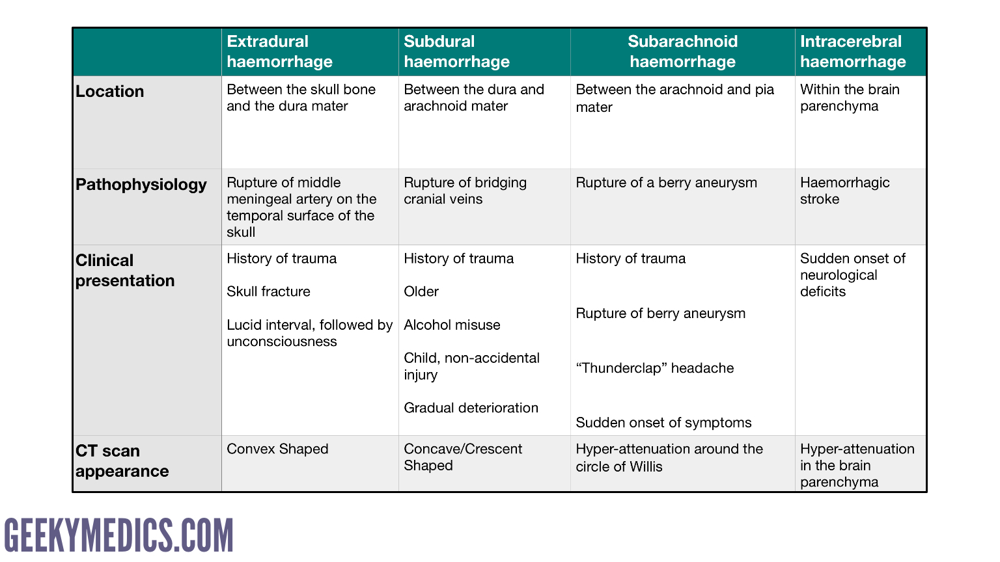 Extradural
haemorrhage
Subdural
haemorrhage
Subarachnoid
haemorrhage
Intracerebral
haemorrhage
Location
Between the skull bone
and the dura mater
Between the dura and
arachnoid mater
Between the arachnoid and pia
mater
Within the brain
parenchyma
Pathophysiology
Rupture of middle
meningeal artery on the
temporal surface of the
skull
Rupture of bridging
cranial veins
Rupture of a berry aneurysm
Haemorrhagic
stroke
Clinical
presentation
History of trauma
Skull fracture
Lucid interval, followed by
unconsciousness
History of trauma
Older
Alcohol misuse
Child, non-accidental
injury
Gradual deterioration
History of trauma
Rupture of berry aneurysm
“Thunderclap” headache
Sudden onset of symptoms
Sudden onset of
neurological
deficits
CT scan
appearance
Convex Shaped
Concave/Crescent
Shaped
Hyper-attenuation around the
circle of Willis
Hyper-attenuation
in the brain
parenchyma
GEEKYMEDICS.COM